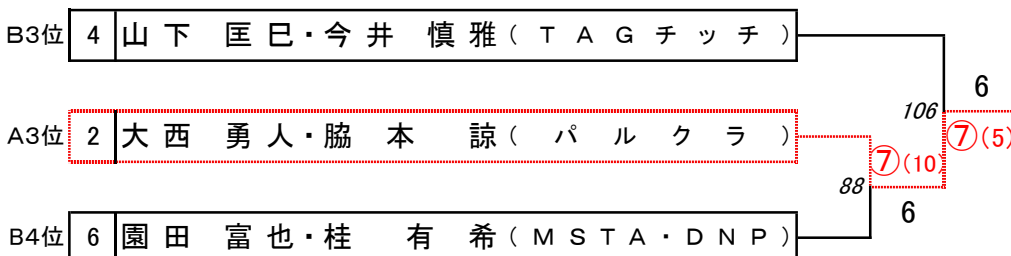 B3位 4 山下 匡巳・今井 慎雅(TAGチッチ)
6
106
A3位 2 大西 勇人・脇本 諒(パルクラ)
⑦(5)
⑦(10)
88
6
B4位 6 園田 富也・桂 有希(MSTA・DNP)